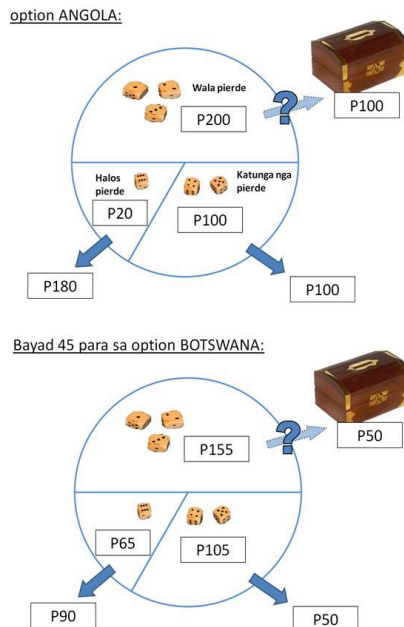 option ANGOLA:
Wala pierde
P200
?
P100
Halos
pierde
P20
Katunga nga
pierde
P100
P180
P100
Bayad 45 para sa option BOTSWANA:
P155
?
P50
P65
P105
P90
P50